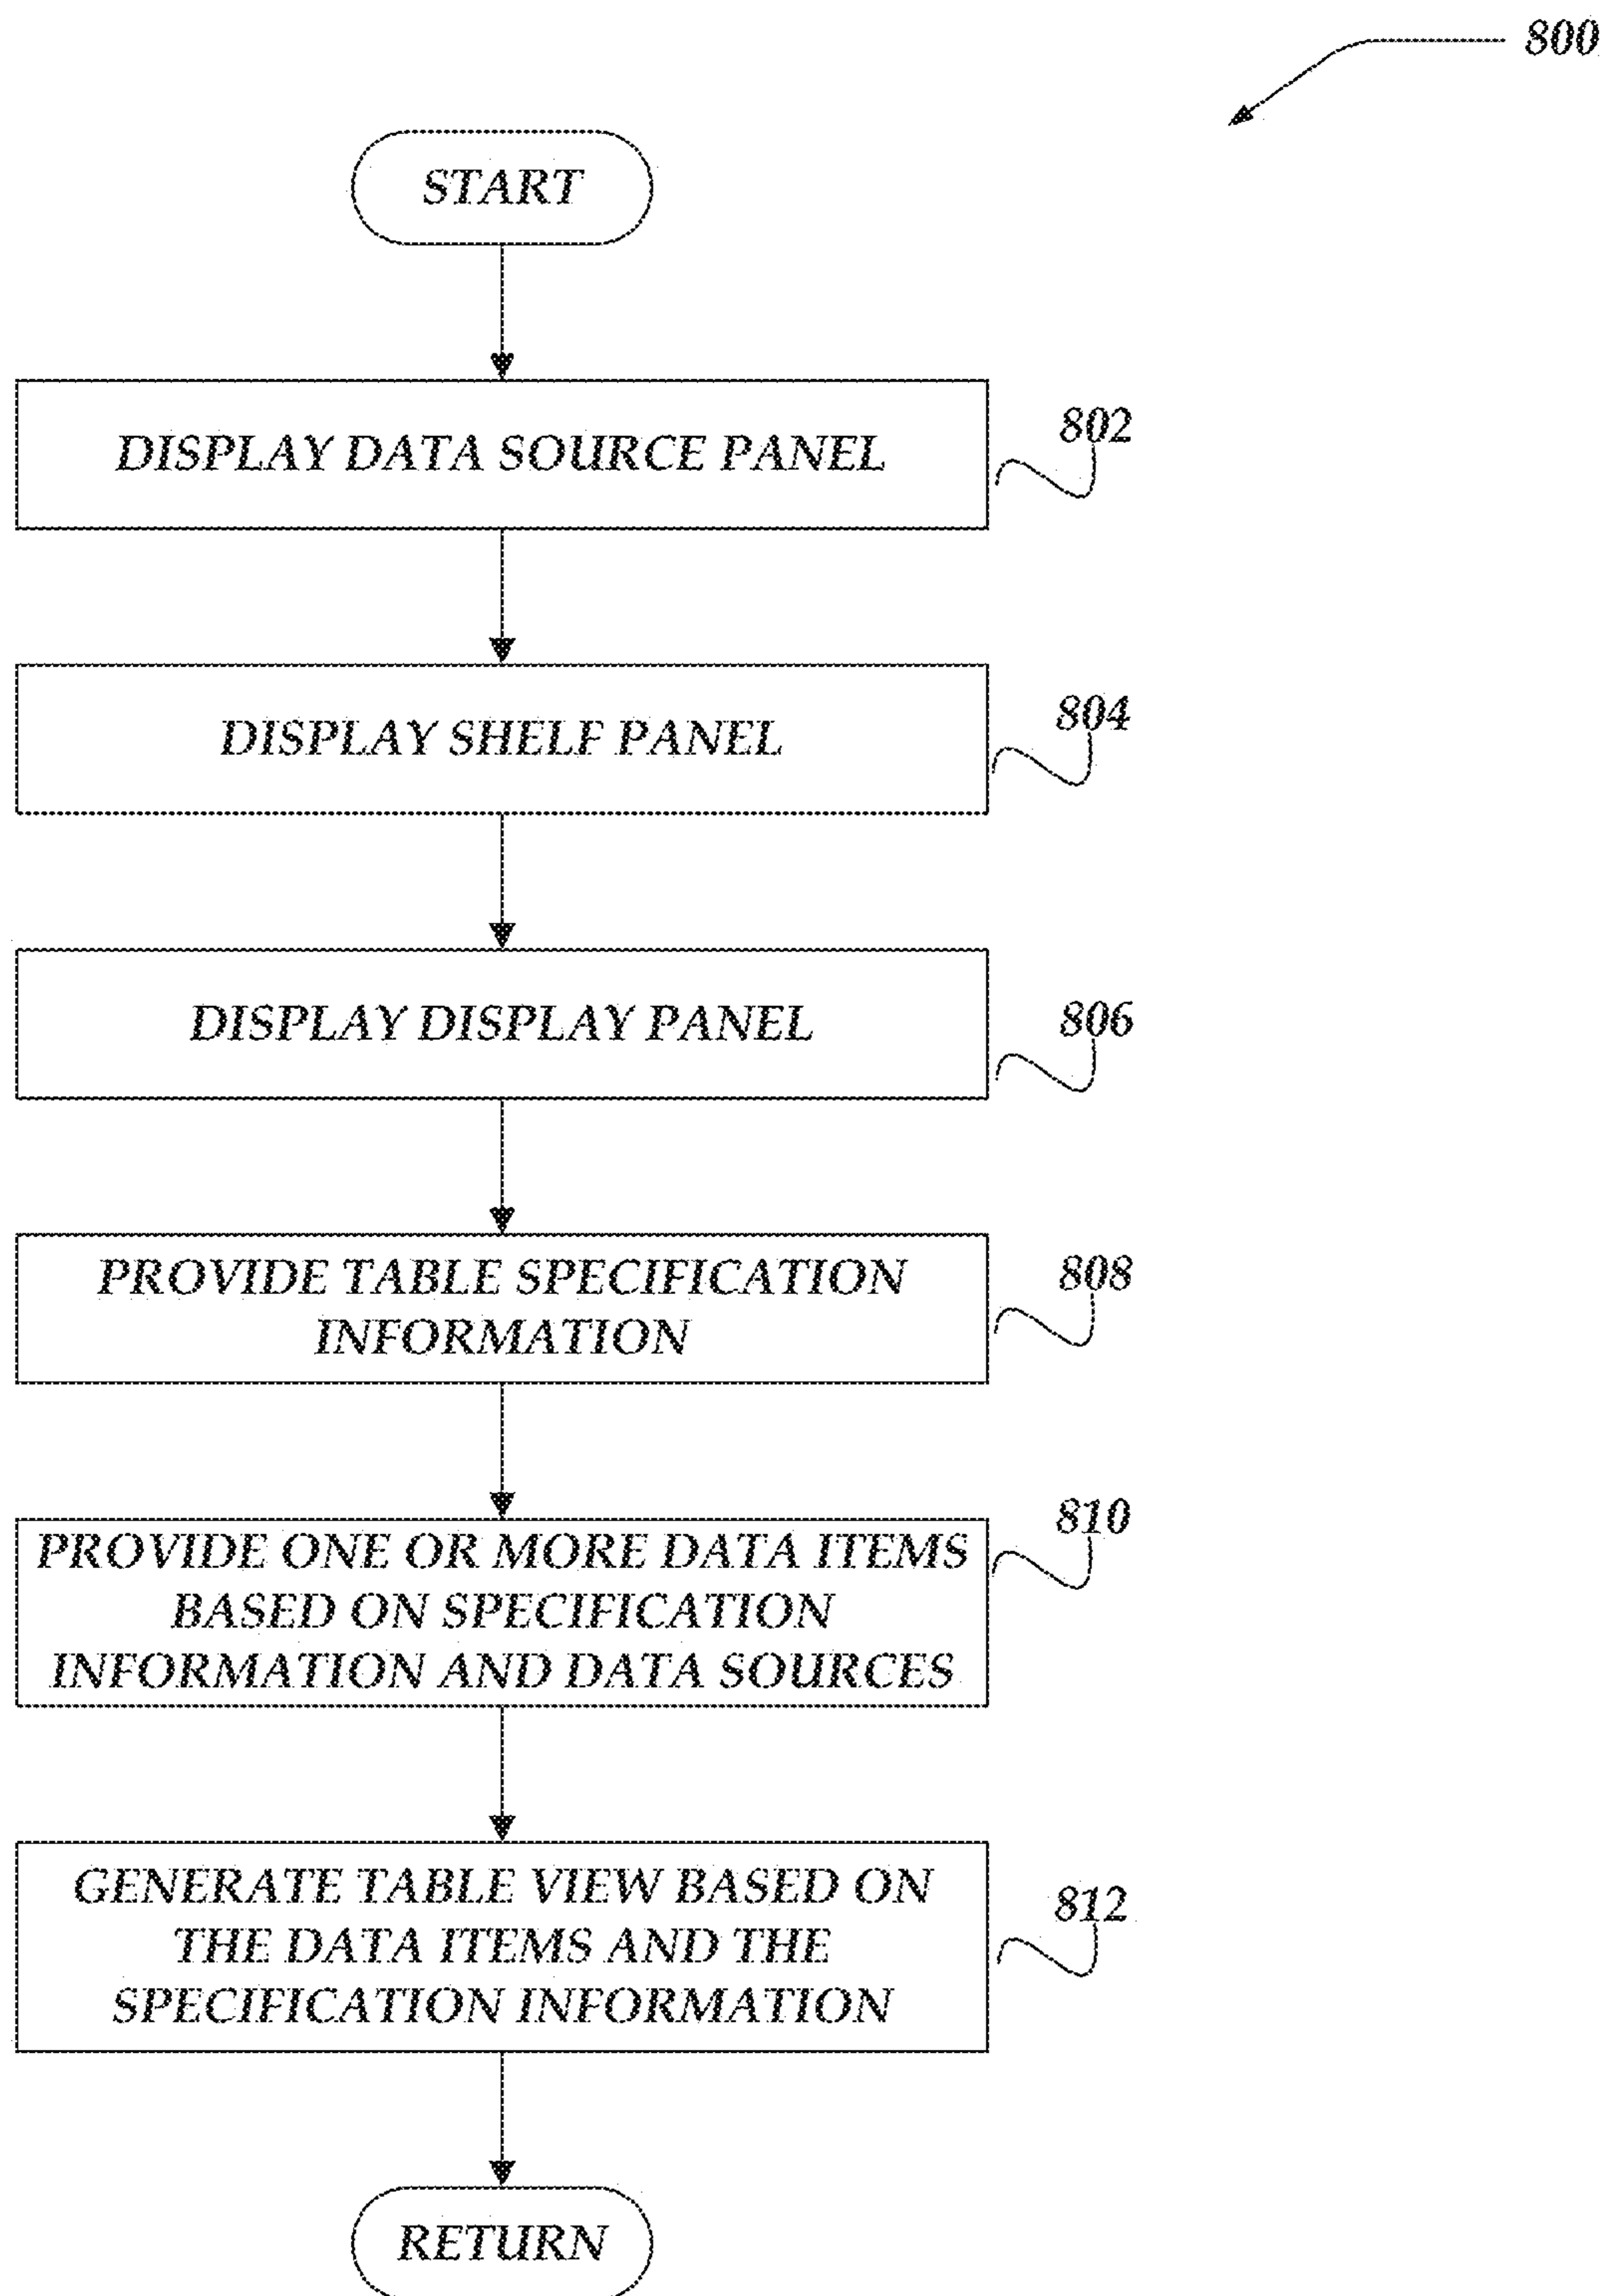 800
START
DISPLAY DATA SOURCE PANEL
802
DISPLAY SHELF PANEL
804
DISPLAY DISPLAY PANEL
806
PROVIDE TABLE SPECIFICATION
INFORMATION
808
PROVIDE ONE OR MORE DATA ITEMS
BASED ON SPECIFICATION
INFORMATION AND DATA SOURCES
810
GENERATE TABLE VIEW BASED ON
THE DATA ITEMS AND THE
SPECIFICATION INFORMATION
812
RETURN